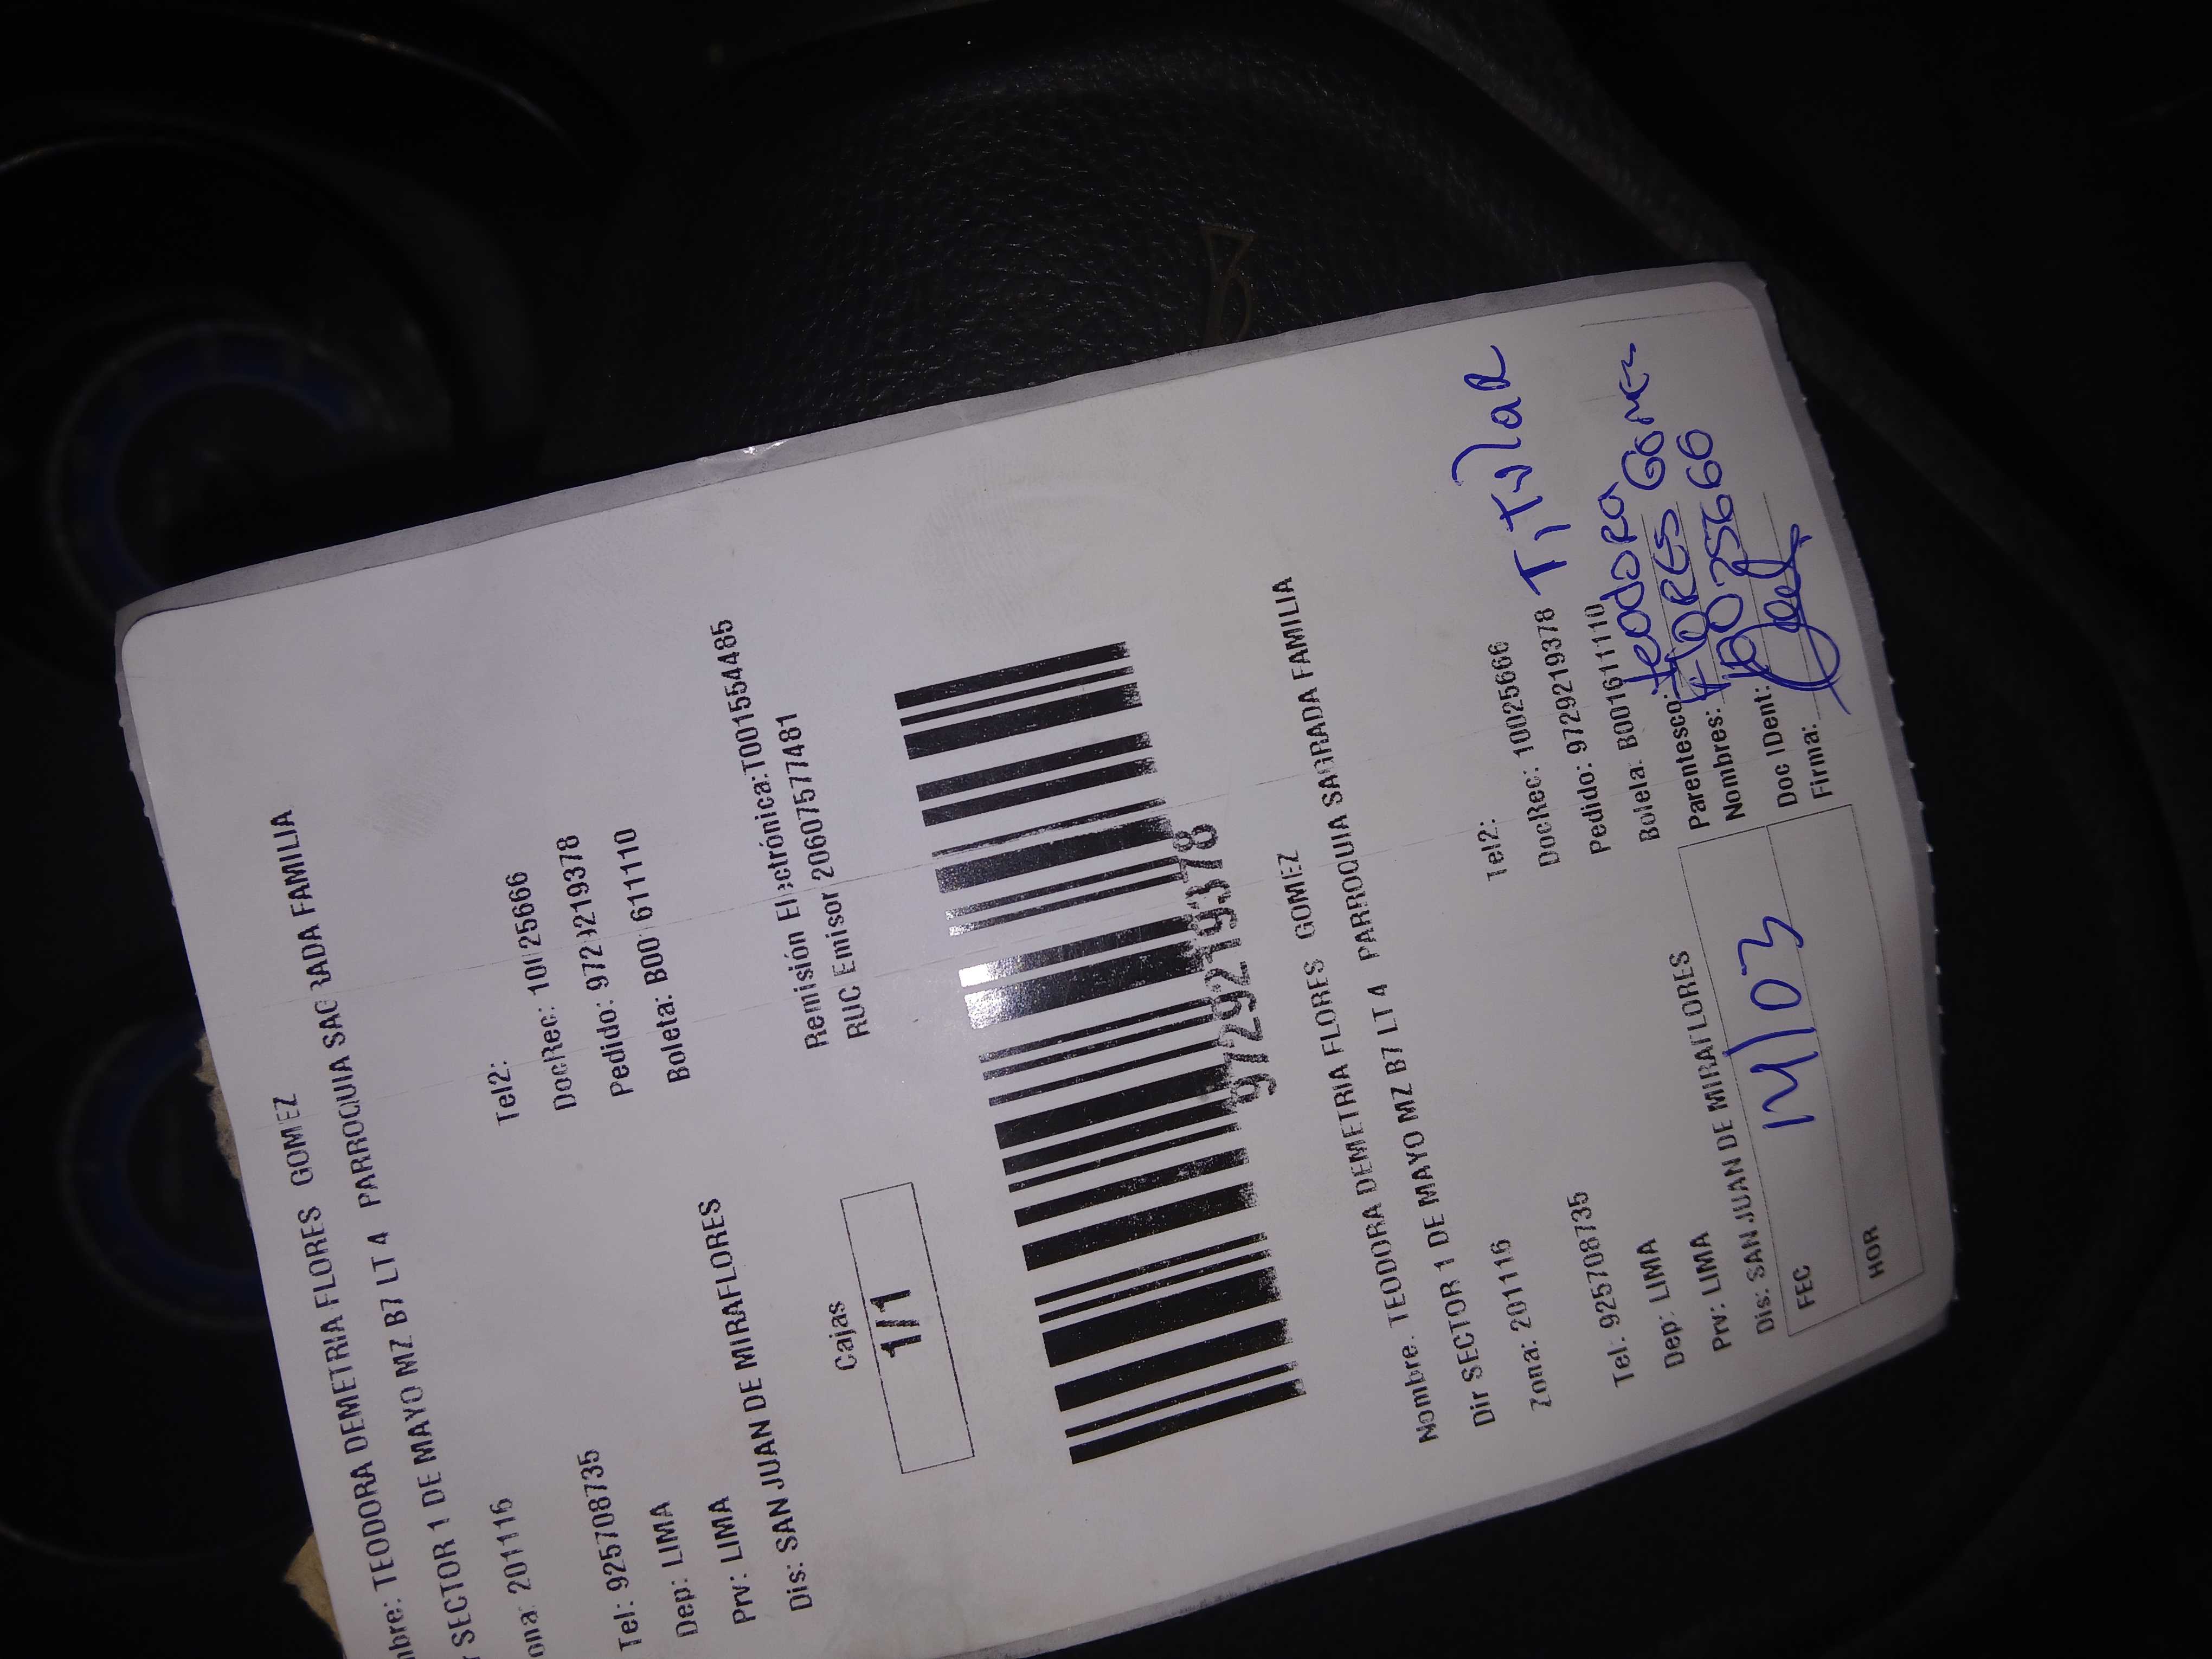 mbre: TEODORA DEMETRIA FLORES GOMEZ
SECTOR 1 DE MAYO MZ B7 LT 4 PARROQUIA SAGRADA FAMILIA
ona: 201116
Tel: 925708735 Tel2:
Dep: LIMA DocRec: 10025666
Prv: LIMA Pedido: 9729219378
Dis: SAN JUAN DE MIRAFLORES Boleta: B001611110
Cajas
1/1
Remisión Electrónica:T001554485
RUC Emisor 20607577481
9729219378
Nombre. TEODORA DEMETRIA FLORES GOMEZ
Dir SECTOR 1 DE MAYO MZ B7 LT 4 PARROQUIA SAGRADA FAMILIA
Zona: 201116
Tel: 925708735 Tel2:
Dep: LIMA DocRec: 10025666
Prv: LIMA Pedido: 9729219378
Dis: SAN JUAN DE MIRAFLORES Boleta: B001611110
TiTular
FEC 14/03
HOR
Parentesco: teodora
Nombres: FLORES Gomez
Doc IDent: 10025666
Firma: